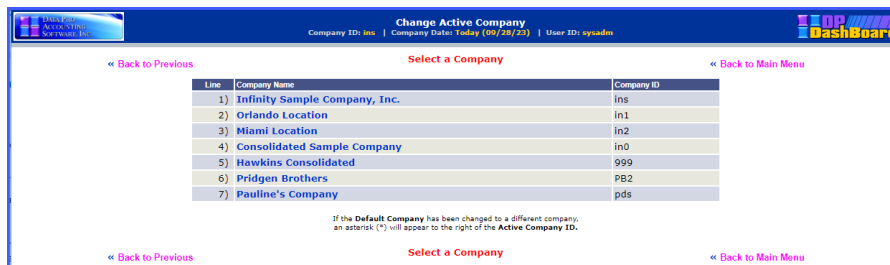 DATA PRO
ACCOUNTING
SOFTWARE, INC.
Change Active Company
Company ID: ins | Company Date: Today (09/28/23) | User ID: sysadm
IOP
DashBoard
« Back to Previous
Select a Company
« Back to Main Menu
Line Company Name Company ID
1) Infinity Sample Company, Inc. ins
2) Orlando Location in1
3) Miami Location in2
4) Consolidated Sample Company in0
5) Hawkins Consolidated 999
6) Pridgen Brothers PB2
7) Pauline's Company pds
If the Default Company has been changed to a different company,
an asterisk (*) will appear to the right of the Active Company ID.
« Back to Previous
Select a Company
« Back to Main Menu